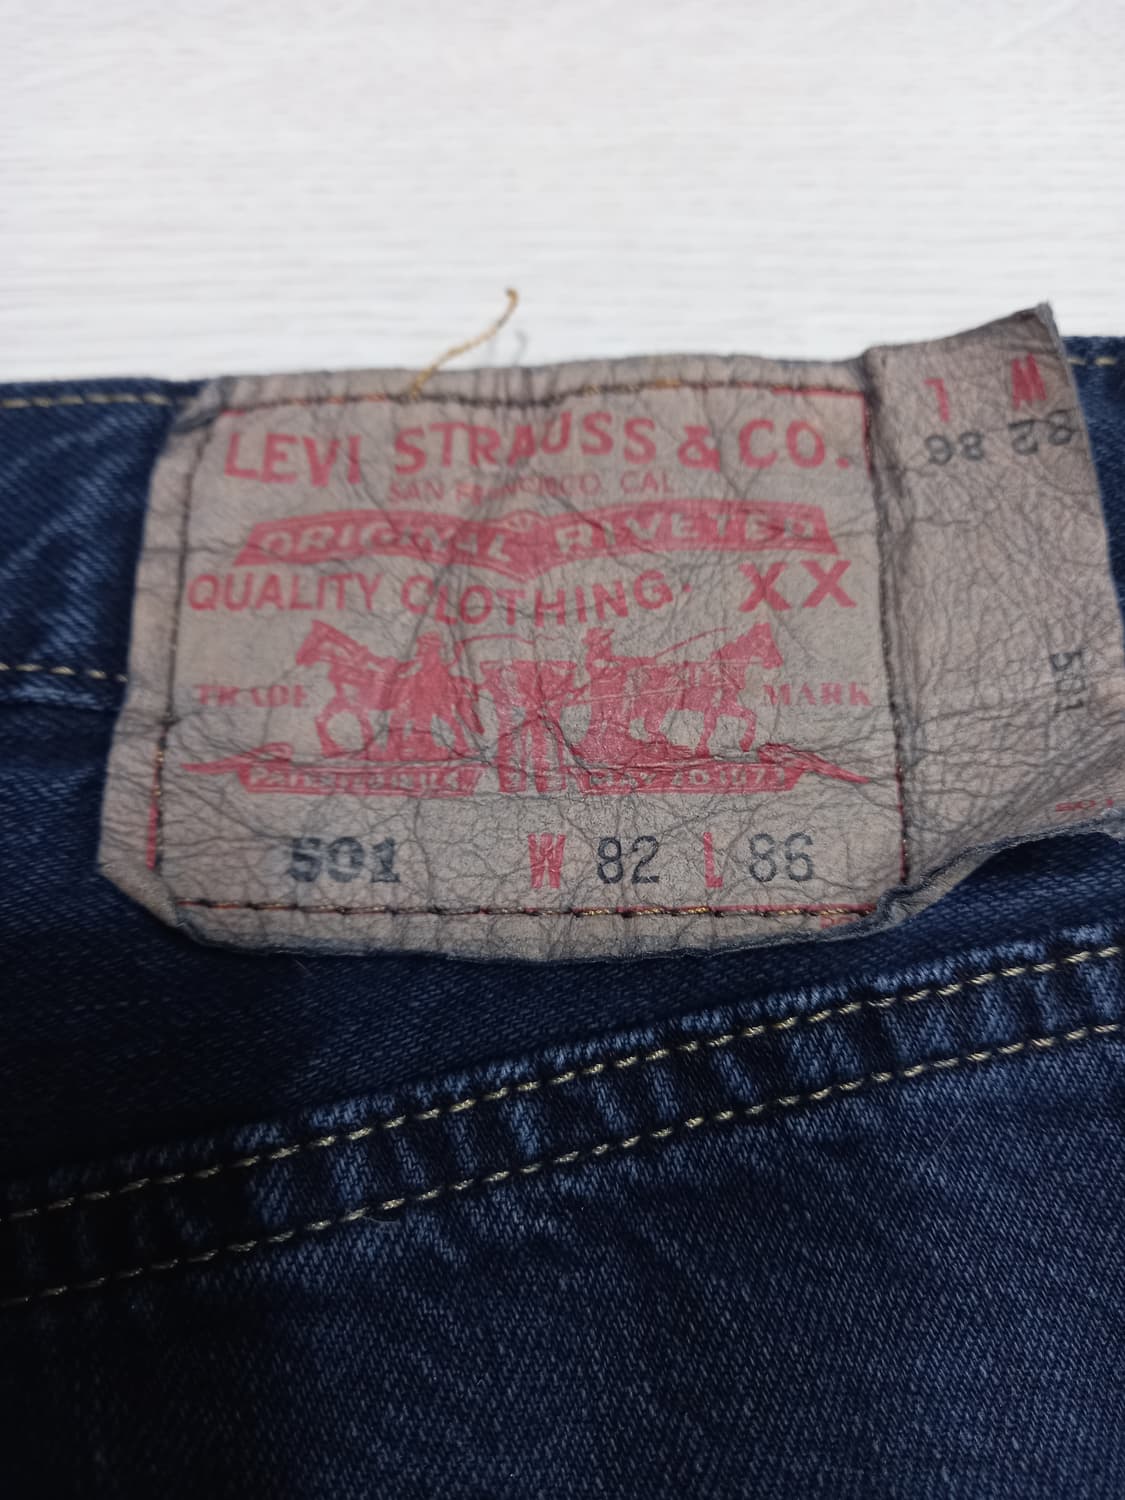 LEVI STRAUSS & CO.
SAN FRANCISCO CAL
ORIGINAL RIVETED
QUALITY CLOTHING. XX
TRADE MARK
501 W 82 L 86
L W
86 82
501
501